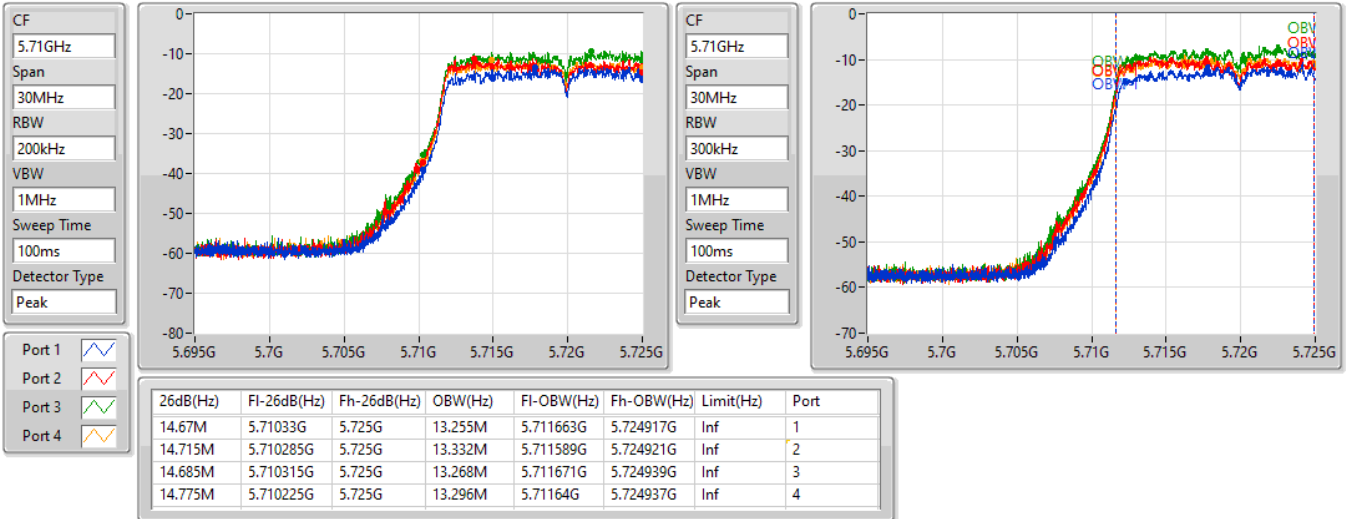 CF
5.71GHz
Span
30MHz
RBW
200kHz
VBW
1MHz
Sweep Time
100ms
Detector Type
Peak
0
-10
-20
-30
-40
-50
-60
-70
-80
5.695G 5.7G 5.705G 5.71G 5.715G 5.72G 5.725G
CF
5.71GHz
Span
30MHz
RBW
300kHz
VBW
1MHz
Sweep Time
100ms
Detector Type
Peak
0
-10
-20
-30
-40
-50
-60
-70
5.695G 5.7G 5.705G 5.71G 5.715G 5.72G 5.725G
Port 1
Port 2
Port 3
Port 4
26dB(Hz) Fl-26dB(Hz) Fh-26dB(Hz) OBW(Hz) Fl-OBW(Hz) Fh-OBW(Hz) Limit(Hz) Port
14.67M 5.71033G 5.725G 13.255M 5.711663G 5.724917G Inf 1
14.715M 5.710285G 5.725G 13.332M 5.711589G 5.724921G Inf 2
14.685M 5.710315G 5.725G 13.268M 5.711671G 5.724939G Inf 3
14.775M 5.710225G 5.725G 13.296M 5.71164G 5.724937G Inf 4